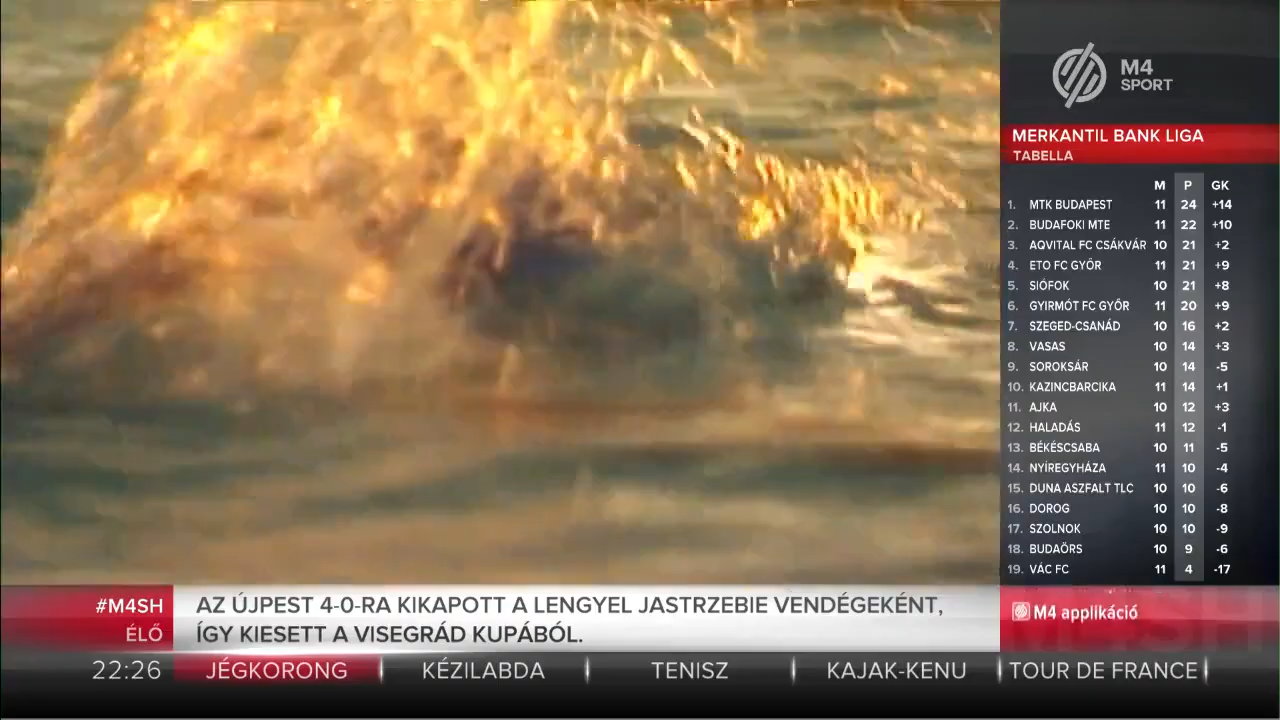 M4
SPORT
MERKANTIL BANK LIGA
TABELLA
M P GK
1. MTK BUDAPEST 11 24 +14
2. BUDAFOKI MTE 11 22 +10
3. AQVITAL FC CSÁKVÁR 10 21 +2
4. ETO FC GYŐR 11 21 +9
5. SIÓFOK 10 21 +8
6. GYIRMÓT FC GYŐR 11 20 +9
7. SZEGED-CSANÁD 10 16 +2
8. VASAS 10 14 +3
9. SOROKSÁR 10 14 -5
10. KAZINCBARCIKA 11 14 +1
11. AJKA 10 12 +3
12. HALADÁS 11 12 -1
13. BÉKÉSCSABA 10 11 -5
14. NYÍREGYHÁZA 11 10 -4
15. DUNA ASZFALT TLC 10 10 -6
16. DOROG 10 10 -8
17. SZOLNOK 10 10 -9
18. BUDAÖRS 10 9 -6
19. VÁC FC 11 4 -17
#M4SH
ÉLŐ
AZ ÚJPEST 4-0-RA KIKAPOTT A LENGYEL JASTRZEBIE VENDÉGEKÉNT,
ÍGY KIESETT A VISEGRÁD KUPÁBÓL.
M4 applikáció
22:26 JÉGKORONG KÉZILABDA TENISZ KAJAK-KENU TOUR DE FRANCE